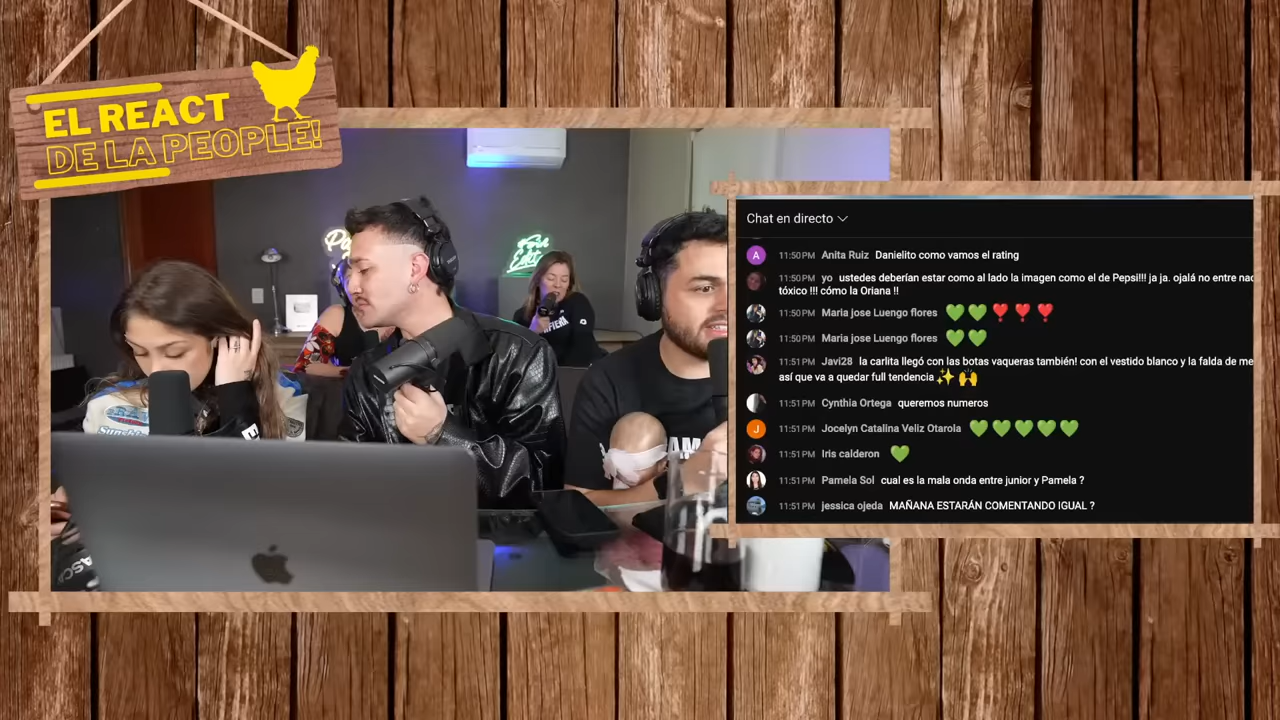 EL REACT
DE LA PEOPLE!
Chat en directo
A 11:50 PM Anita Ruiz Danielito como vamos el rating
11:50 PM yo ustedes deberían estar como al lado la imagen como el de Pepsi!!! ja ja. ojalá no entre nac
tóxico !!! cómo la Oriana !!
11:50 PM Maria jose Luengo flores 💚💚❣️❣️❣️
11:50 PM Maria jose Luengo flores 💚💚
11:51 PM Javi28 la carlita llegó con las botas vaqueras también! con el vestido blanco y la falda de me
así que va a quedar full tendencia ✨🙌
11:51 PM Cynthia Ortega queremos numeros
J 11:51 PM Jocelyn Catalina Veliz Otarola 💚💚💚💚💚
11:51 PM Iris calderon 💚
11:51 PM Pamela Sol cual es la mala onda entre junior y Pamela ?
11:51 PM jessica ojeda MAÑANA ESTARÁN COMENTANDO IGUAL ?